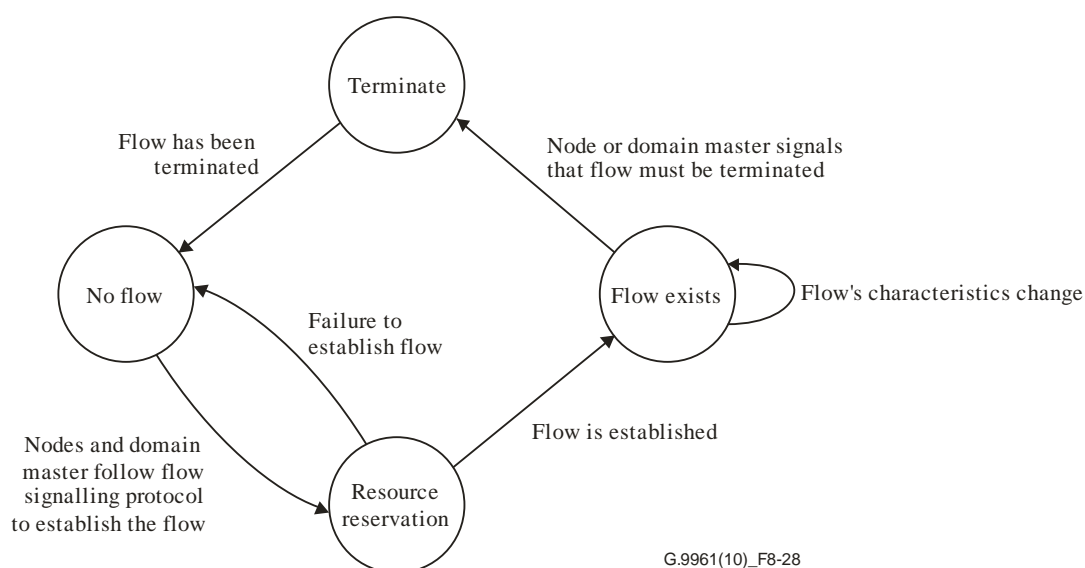 Terminate
Flow has been
terminated
Node or domain master signals
that flow must be terminated
No flow
Flow exists
Flow's characteristics change
Failure to
establish flow
Flow is established
Nodes and domain
master follow flow
signalling protocol
to establish the flow
Resource
reservation
G.9961(10)_F8-28